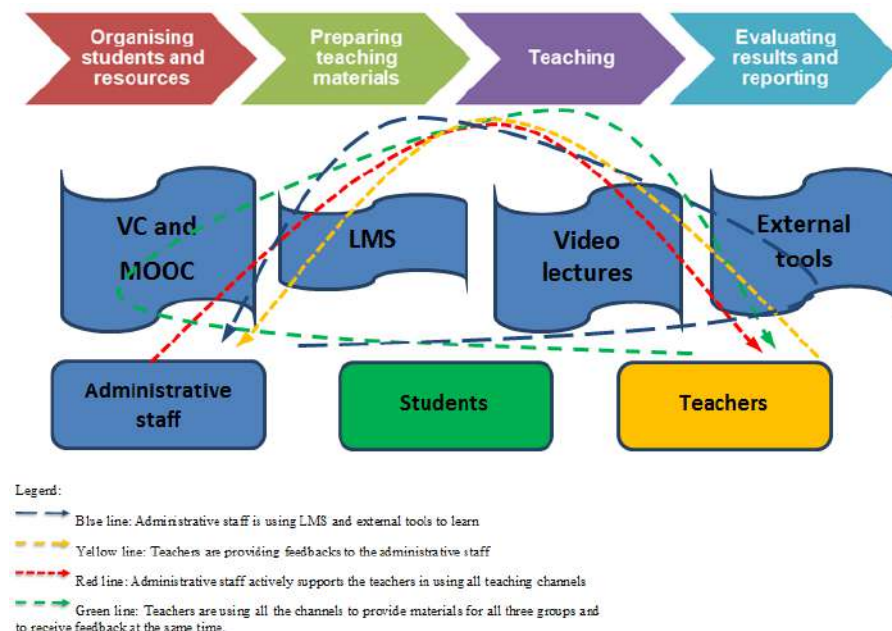 Organising
students and
resources
Preparing
teaching
materials
Teaching
Evaluating
results and
reporting
VC and
MOOC
LMS
Video
lectures
External
tools
Administrative
staff
Students
Teachers
Legend:
Blue line: Administrative staff is using LMS and external tools to learn
Yellow line: Teachers are providing feedbacks to the administrative staff
Red line: Administrative staff actively supports the teachers in using all teaching channels
Green line: Teachers are using all the channels to provide materials for all three groups and
to receive feedback at the same time.